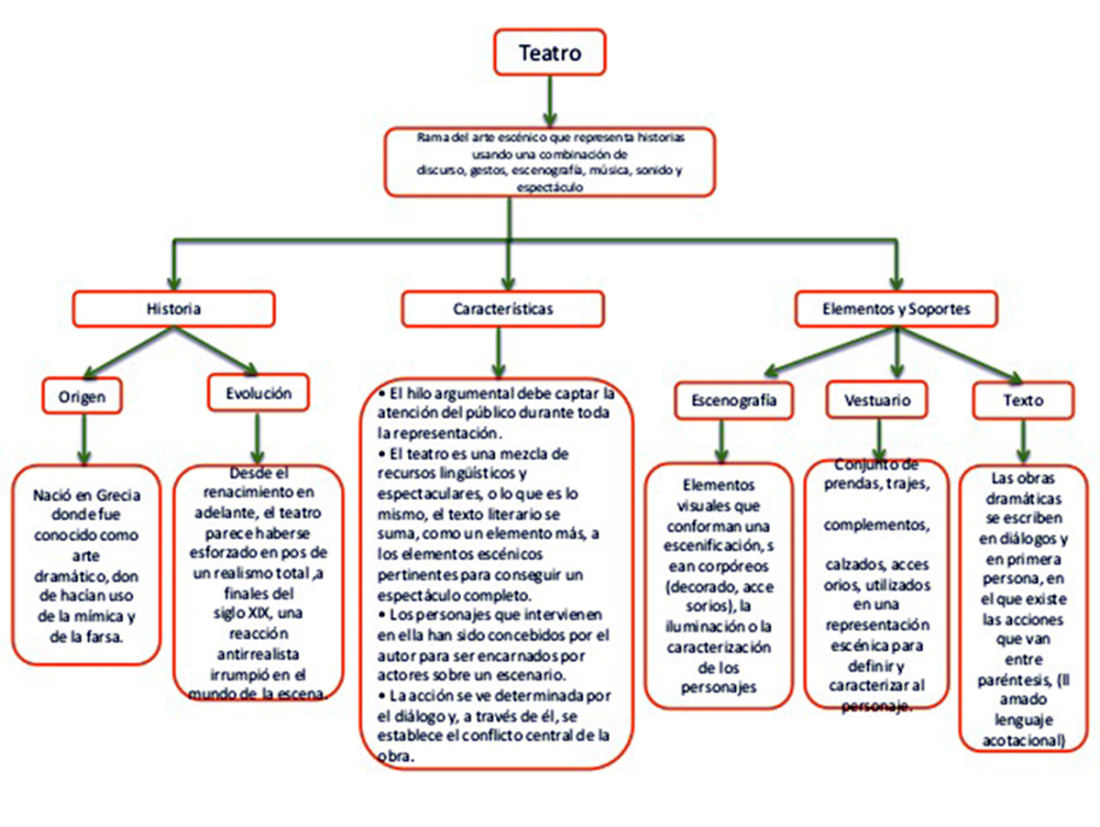 Teatro
Rama del arte escénico que representa historias
usando una combinación de
discurso, gestos, escenografía, música, sonido y
espectáculo
Historia
Características
Elementos y Soportes
Origen
Evolución
Escenografía
Vestuario
Texto
Nació en Grecia
donde fue
conocido como
arte
dramático, don
de hacían uso
de la mímica y
de la farsa.
Desde el
renacimiento en
adelante, el teatro
parece haberse
esforzado en pos de
un realismo total ,a
finales del
siglo XIX, una
reacción
antirrealista
irrumpió en el
mundo de la escena.
• El hilo argumental debe captar la
atención del público durante toda
la representación.
• El teatro es una mezcla de
recursos lingüísticos y
espectaculares, o lo que es lo
mismo, el texto literario se
suma, como un elemento más, a
los elementos escénicos
pertinentes para conseguir un
espectáculo completo.
• Los personajes que intervienen
en ella han sido concebidos por el
autor para ser encarnados por
actores sobre un escenario.
• La acción se ve determinada por
el diálogo y, a través de él, se
establece el conflicto central de la
obra.
Elementos
visuales que
conforman una
escenificación, s
ean corpóreos
(decorado, acce
sorios), la
iluminación o la
caracterización
de los
personajes
Conjunto de
prendas, trajes,
complementos,
calzados, acces
orios, utilizados
en una
representación
escénica para
definir y
caracterizar al
personaje.
Las obras
dramáticas
se escriben
en diálogos y
en primera
persona, en
el que existe
las acciones
que van
entre
paréntesis, (ll
amado
lenguaje
acotacional)